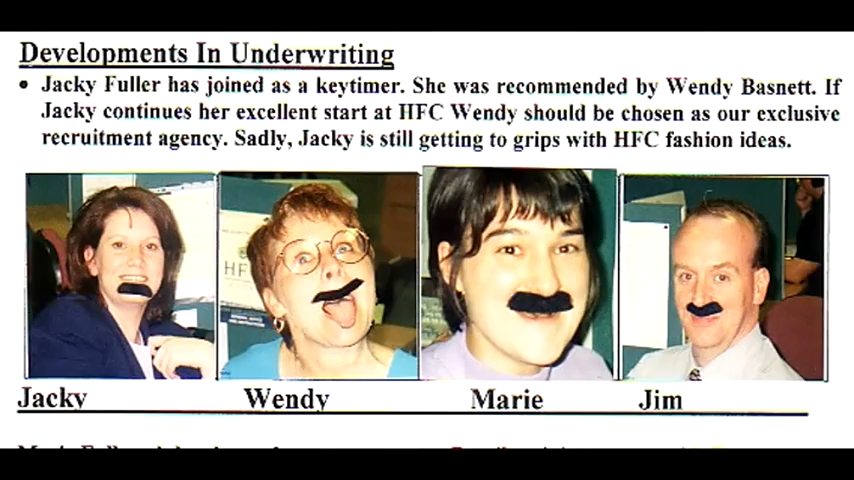 Developments In Underwriting
• Jacky Fuller has joined as a keytimer. She was recommended by Wendy Basnett. If
Jacky continues her excellent start at HFC Wendy should be chosen as our exclusive
recruitment agency. Sadly, Jacky is still getting to grips with HFC fashion ideas.
HF
Jacky Wendy Marie Jim